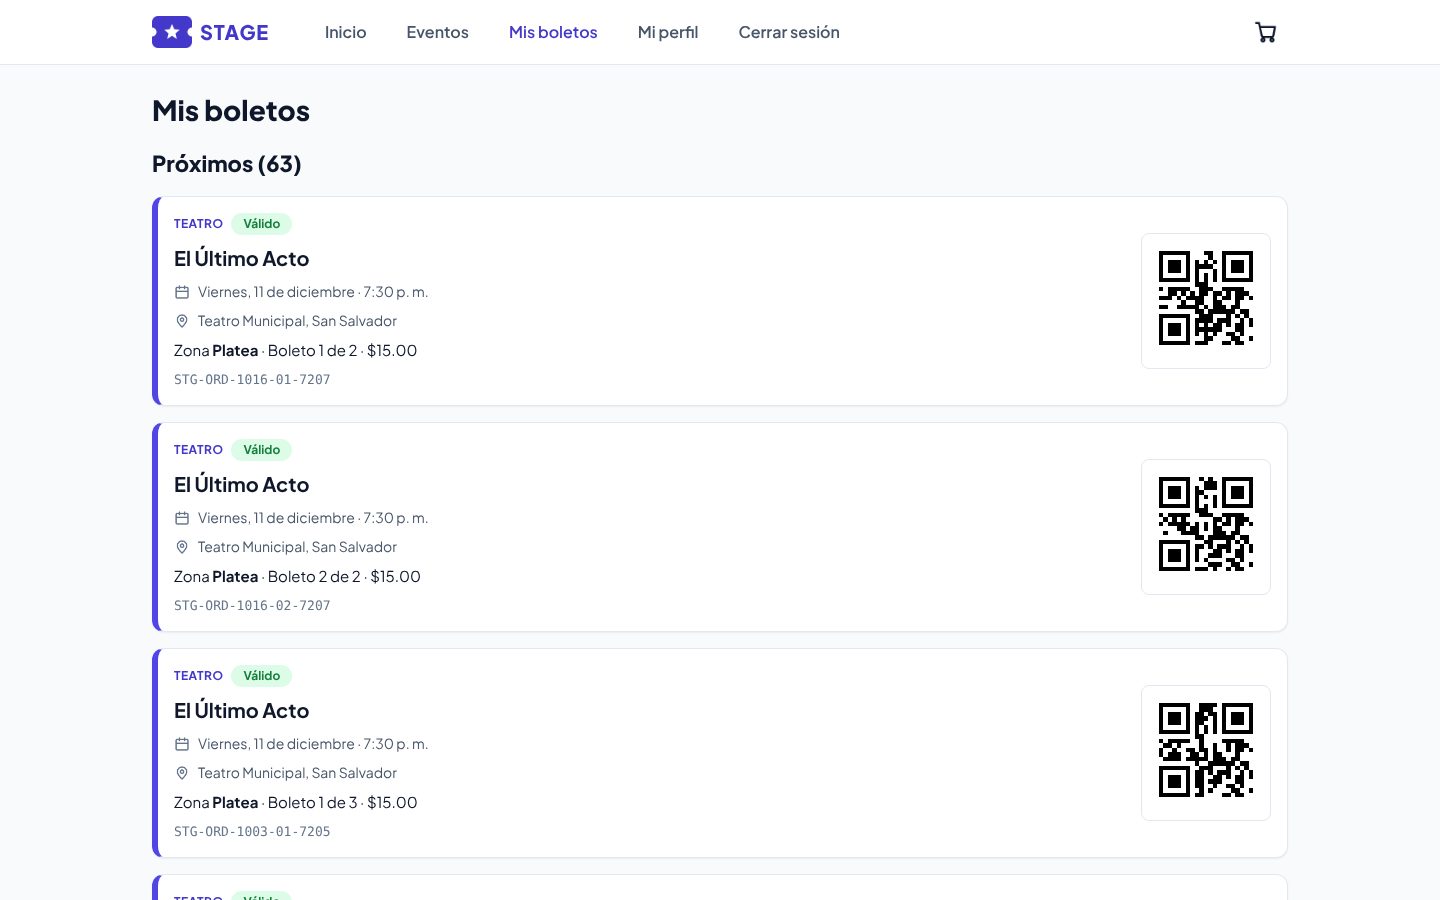 STAGE
Inicio
Eventos
Mis boletos
Mi perfil
Cerrar sesión
Mis boletos
Próximos (63)
TEATRO Válido
El Último Acto
Viernes, 11 de diciembre · 7:30 p. m.
Teatro Municipal, San Salvador
Zona Platea · Boleto 1 de 2 · $15.00
STG-ORD-1016-01-7207
TEATRO Válido
El Último Acto
Viernes, 11 de diciembre · 7:30 p. m.
Teatro Municipal, San Salvador
Zona Platea · Boleto 2 de 2 · $15.00
STG-ORD-1016-02-7207
TEATRO Válido
El Último Acto
Viernes, 11 de diciembre · 7:30 p. m.
Teatro Municipal, San Salvador
Zona Platea · Boleto 1 de 3 · $15.00
STG-ORD-1003-01-7205
TEATRO Válido